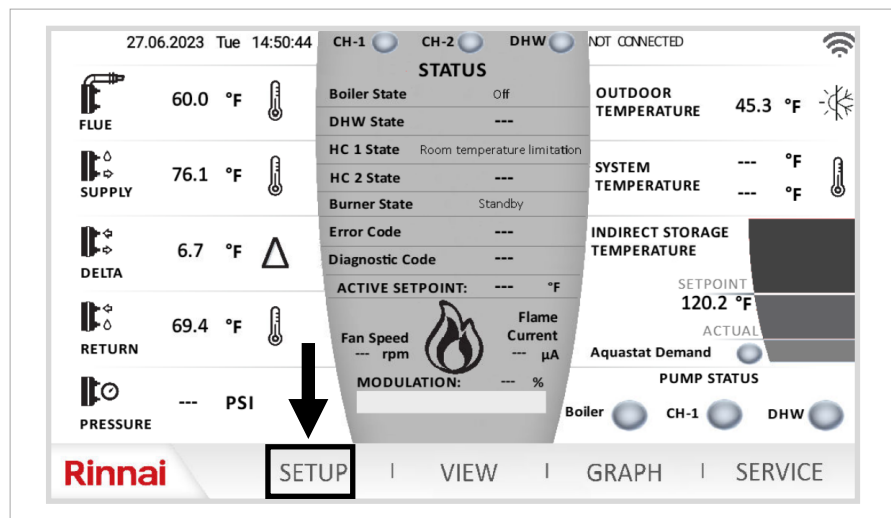 27.06.2023 Tue 14:50:44
CH-1 CH-2 DHW
NOT CONNECTED
FLUE
60.0 °F
SUPPLY
76.1 °F
DELTA
6.7 °F
RETURN
69.4 °F
PRESSURE
--- PSI
STATUS
Boiler State Off
DHW State ---
HC 1 State Room temperature limitation
HC 2 State ---
Burner State Standby
Error Code ---
Diagnostic Code ---
ACTIVE SETPOINT: --- °F
Fan Speed
--- rpm
Flame
Current
--- µA
MODULATION: --- %
OUTDOOR
TEMPERATURE
45.3 °F
SYSTEM
TEMPERATURE
--- °F
--- °F
INDIRECT STORAGE
TEMPERATURE
SETPOINT
120.2 °F
ACTUAL
Aquastat Demand
PUMP STATUS
Boiler CH-1 DHW
Rinnai
SETUP | VIEW | GRAPH | SERVICE